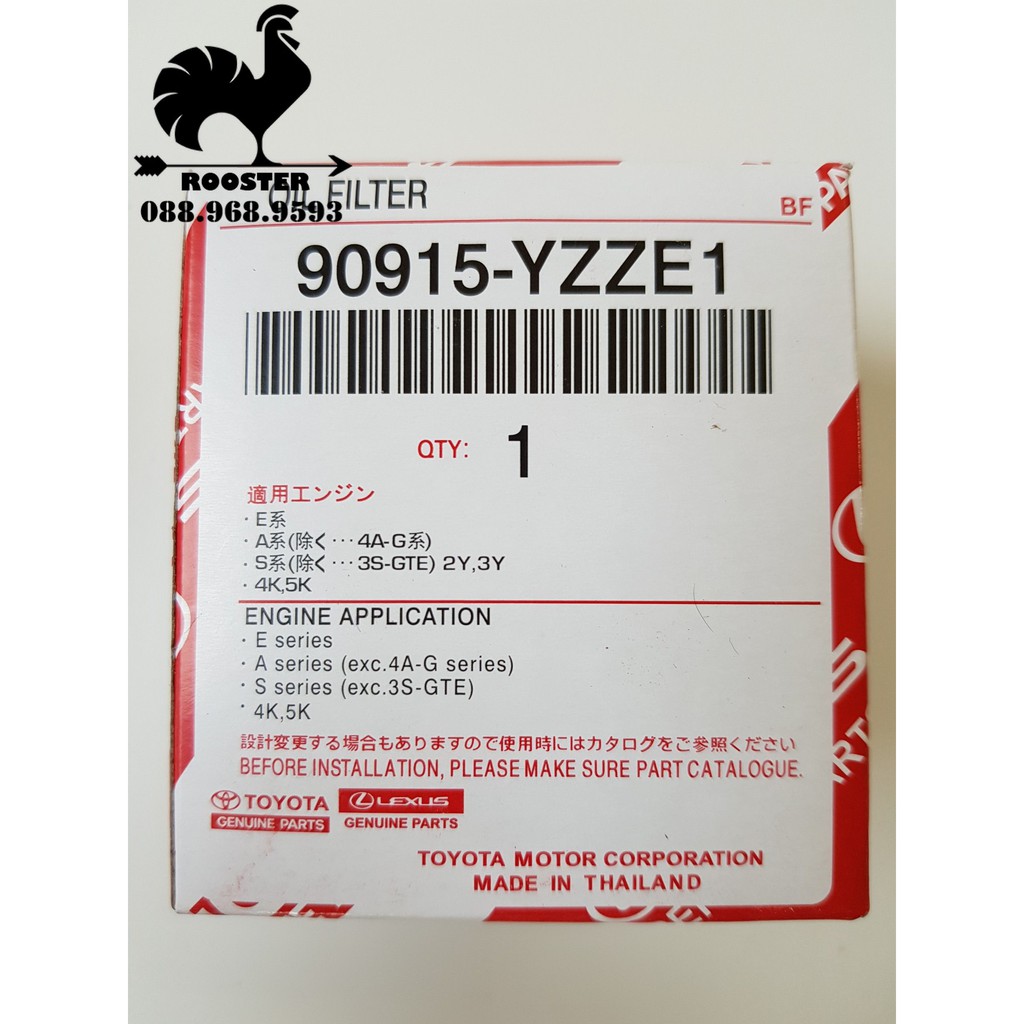 ROOSTER
088.968.9593
OIL FILTER
BF
90915-YZZE1
QTY: 1
適用エンジン
・E系
・A系(除く…4A-G系)
・S系(除く…3S-GTE) 2Y,3Y
・4K,5K
ENGINE APPLICATION
・E series
・A series (exc.4A-G series)
・S series (exc.3S-GTE)
・4K,5K
設計変更する場合もありますので使用時にはカタログをご参照ください
BEFORE INSTALLATION, PLEASE MAKE SURE PART CATALOGUE.
TOYOTA
GENUINE PARTS
LEXUS
GENUINE PARTS
TOYOTA MOTOR CORPORATION
MADE IN THAILAND